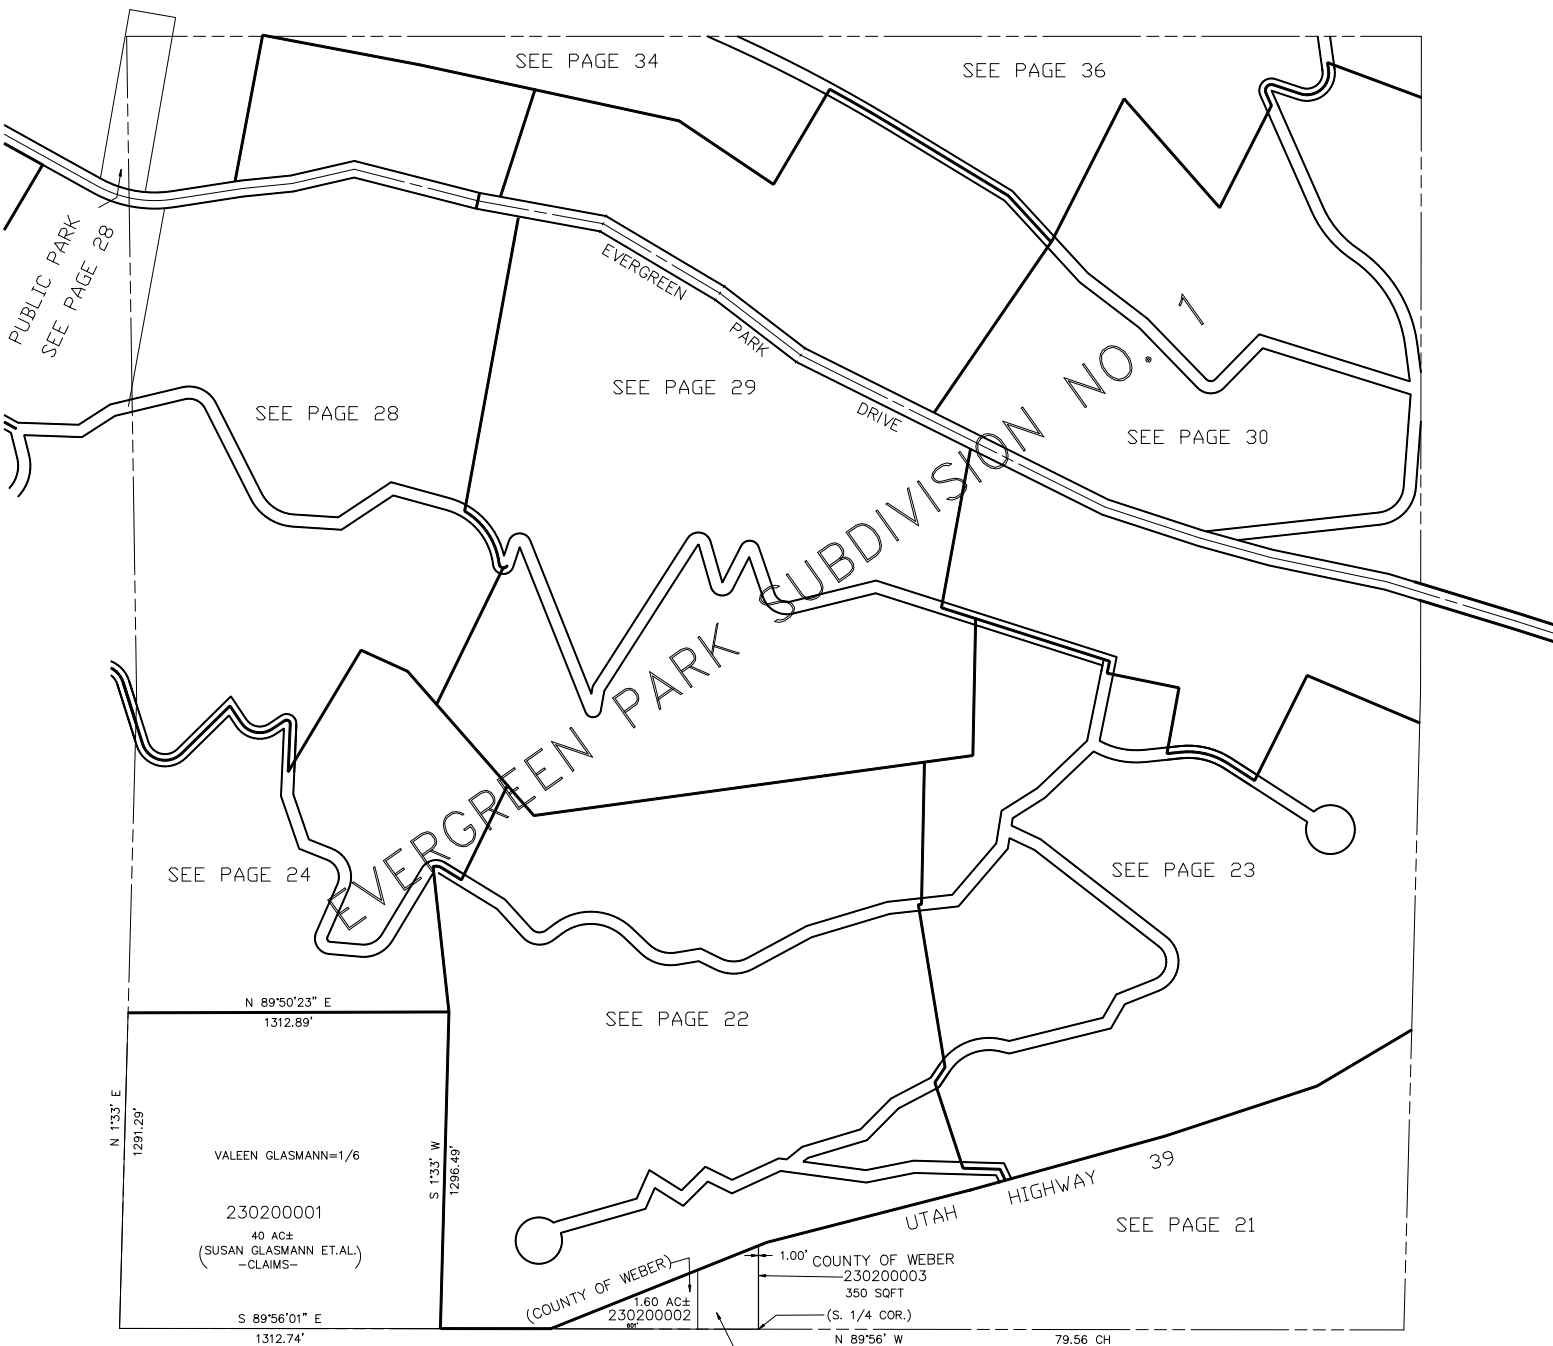 SEE PAGE 34
SEE PAGE 36
PUBLIC PARK
SEE PAGE 28
EVERGREEN
PARK
DRIVE
SEE PAGE 28
SEE PAGE 29
SEE PAGE 30
EVERGREEN PARK SUBDIVISION NO. 1
SEE PAGE 24
SEE PAGE 23
SEE PAGE 22
N 89°50'23" E
1312.89'
N 1°33' E
1291.29'
S 1°33' W
1296.49'
VALEEN GLASMANN=1/6
230200001
40 AC±
(SUSAN GLASMANN ET.AL.)
-CLAIMS-
S 89°56'01" E
1312.74'
UTAH HIGHWAY 39
SEE PAGE 21
(COUNTY OF WEBER)
1.60 AC±
230200002
601'
1.00'
COUNTY OF WEBER
230200003
350 SQFT
(S. 1/4 COR.)
N 89°56' W
79.56 CH